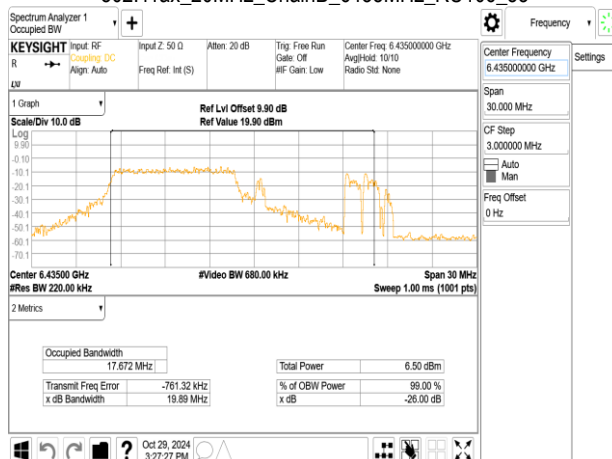 Spectrum Analyzer 1
Occupied BW
Frequency
KEYSIGHT
R
LXI
Input: RF
Coupling: DC
Align: Auto
Input Z: 50 Ω
Freq Ref: Int (S)
Atten: 20 dB
Trig: Free Run
Gate: Off
#IF Gain: Low
Center Freq: 6.435000000 GHz
Avg|Hold: 10/10
Radio Std: None
Center Frequency
6.435000000 GHz
Settings
Span
30.000 MHz
CF Step
3.000000 MHz
Auto
Man
Freq Offset
0 Hz
1 Graph
Scale/Div 10.0 dB
Ref Lvl Offset 9.90 dB
Ref Value 19.90 dBm
Log
9.90
-0.10
-10.1
-20.1
-30.1
-40.1
-50.1
-60.1
-70.1
Center 6.43500 GHz
#Res BW 220.00 kHz
#Video BW 680.00 kHz
Span 30 MHz
Sweep 1.00 ms (1001 pts)
2 Metrics
Occupied Bandwidth
17.672 MHz
Transmit Freq Error -761.32 kHz
x dB Bandwidth 19.89 MHz
Total Power 6.50 dBm
% of OBW Power 99.00 %
x dB -26.00 dB
Oct 29, 2024
3:27:27 PM